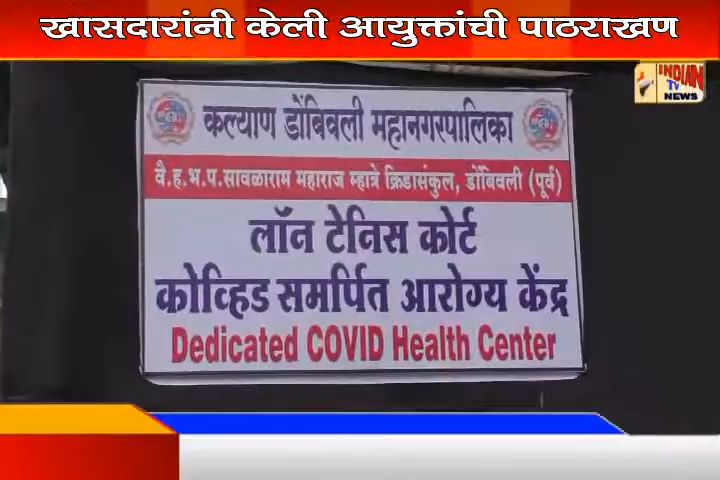 खासदारांनी केली आयुक्तांची पाठराखण
INDIAN
TV
NEWS
कल्याण डोंबिवली महानगरपालिका
वै.ह.भ.प.सावळाराम महाराज म्हात्रे क्रिडासंकुल, डोंबिवली (पूर्व)
लॉन टेनिस कोर्ट
कोव्हिड समर्पित आरोग्य केंद्र
Dedicated COVID Health Center